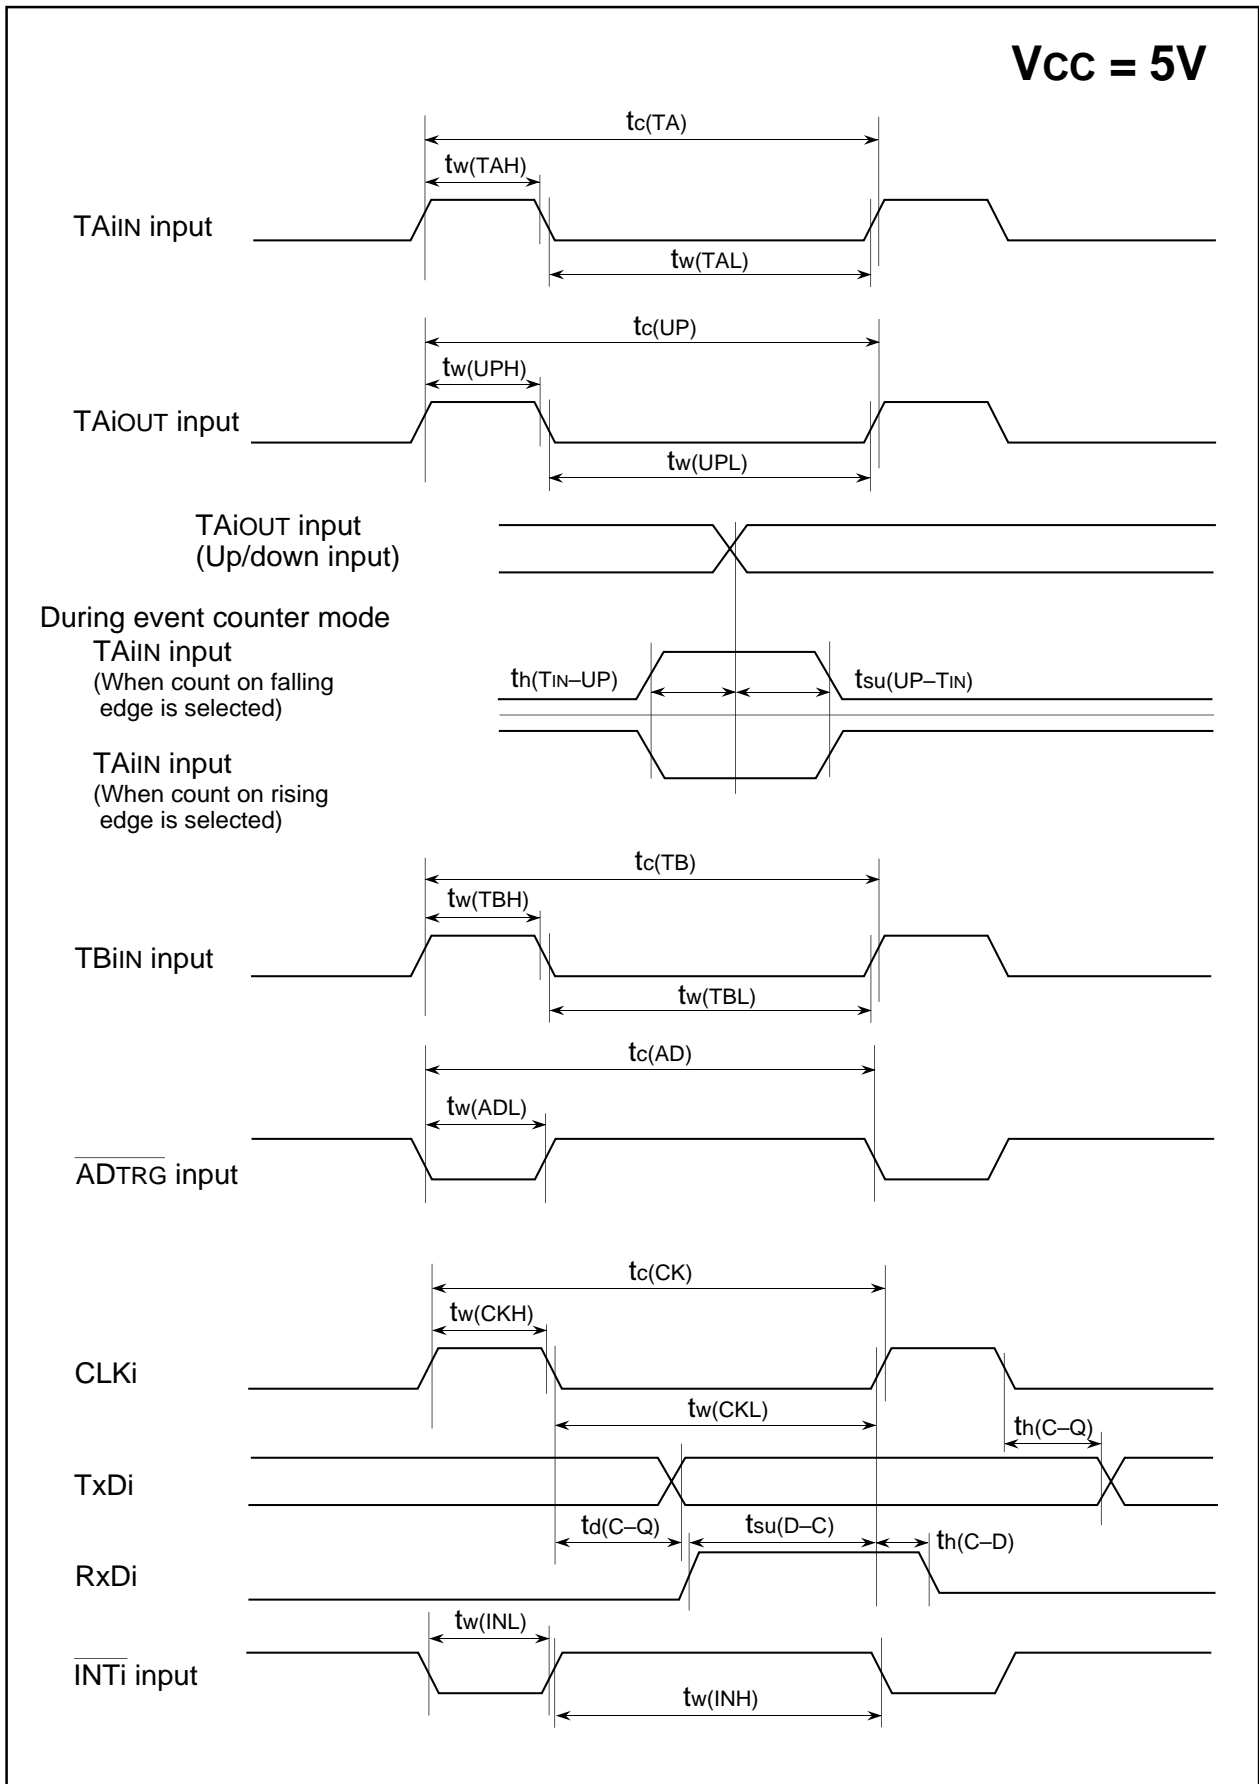 VCC = 5V
tc(TA)
tw(TAH)
TAiIN input
tw(TAL)
tc(UP)
tw(UPH)
TAiOUT input
tw(UPL)
TAiOUT input
(Up/down input)
During event counter mode
TAiIN input
(When count on falling
edge is selected)
th(TIN–UP)
tsu(UP–TIN)
TAiIN input
(When count on rising
edge is selected)
tc(TB)
tw(TBH)
TBiIN input
tw(TBL)
tc(AD)
tw(ADL)
ADTRG input
tc(CK)
tw(CKH)
CLKi
tw(CKL)
th(C–Q)
TxDi
td(C–Q)
tsu(D–C)
th(C–D)
RxDi
tw(INL)
INTi input
tw(INH)